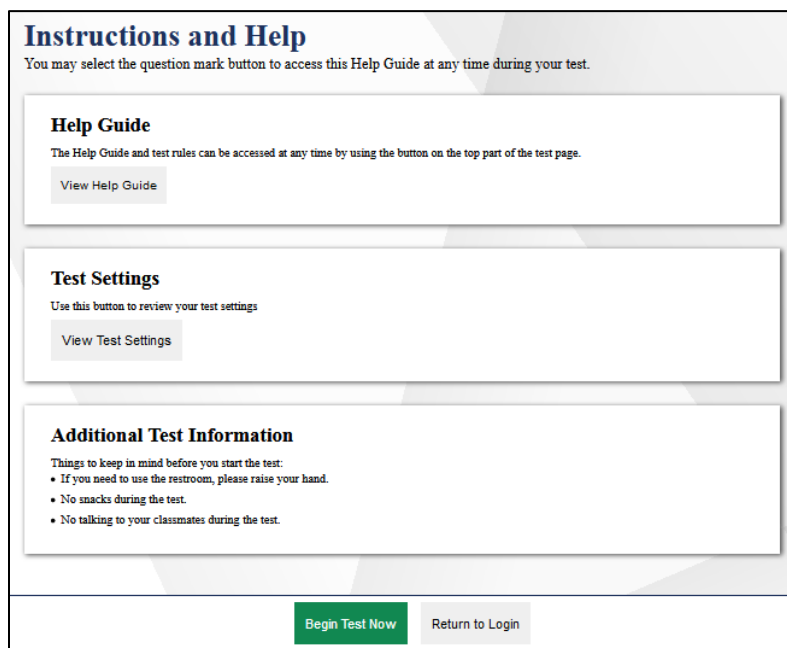 Instructions and Help
You may select the question mark button to access this Help Guide at any time during your test.
Help Guide
The Help Guide and test rules can be accessed at any time by using the button on the top part of the test page.
View Help Guide
Test Settings
Use this button to review your test settings
View Test Settings
Additional Test Information
Things to keep in mind before you start the test:
• If you need to use the restroom, please raise your hand.
• No snacks during the test.
• No talking to your classmates during the test.
Begin Test Now
Return to Login